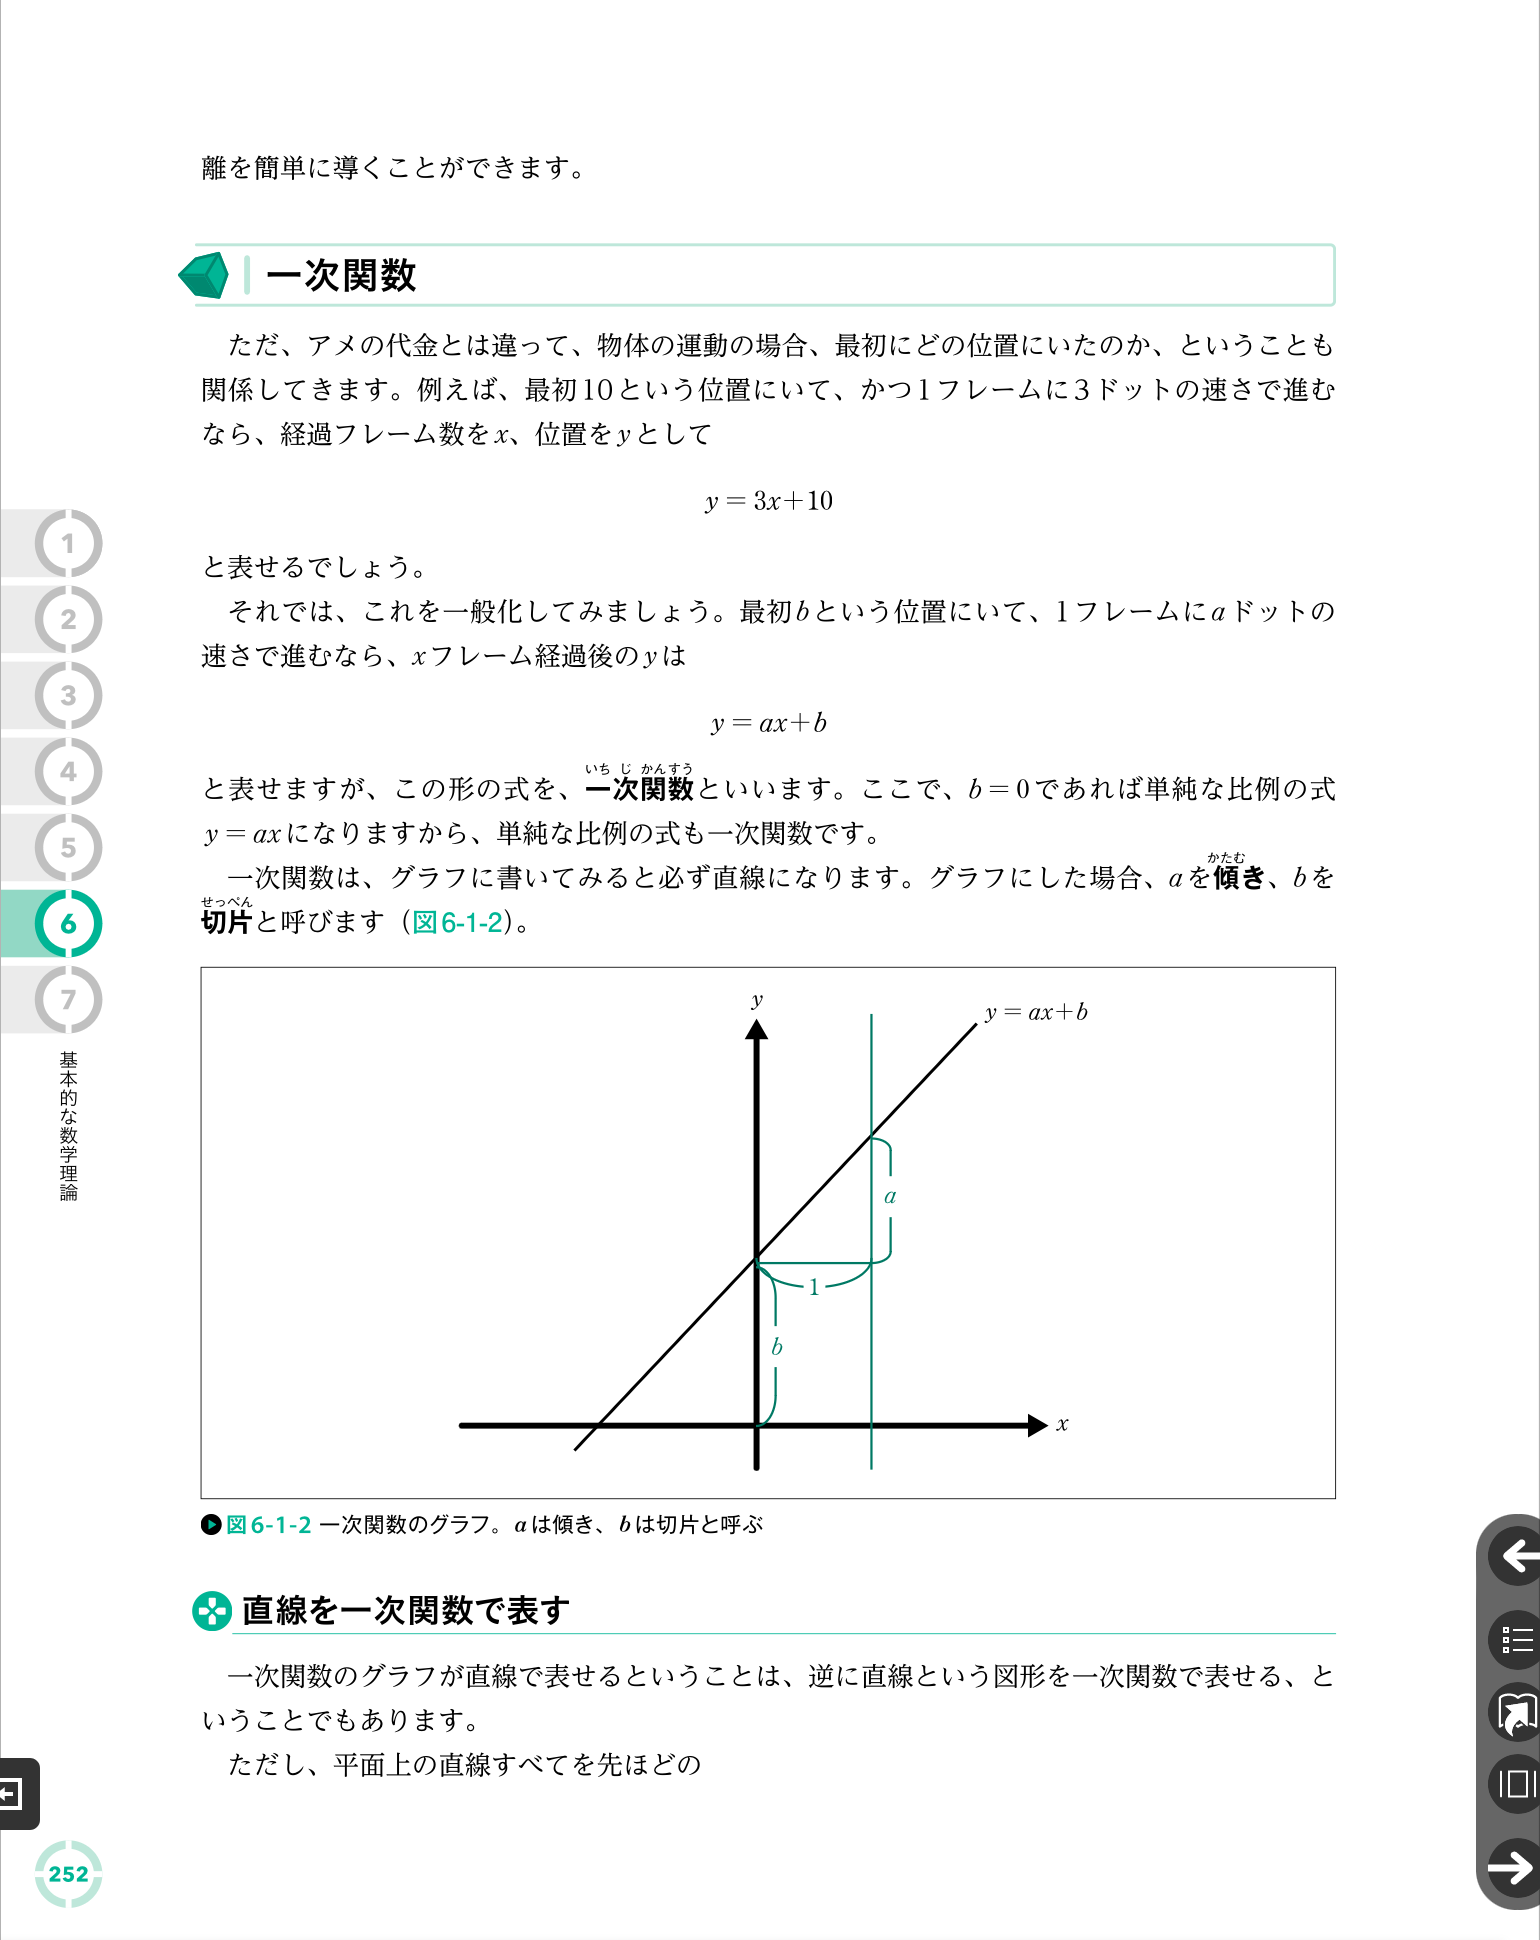 離を簡単に導くことができます。
一次関数
ただ、アメの代金とは違って、物体の運動の場合、最初にどの位置にいたのか、ということも
関係してきます。例えば、最初10という位置にいて、かつ1フレームに3ドットの速さで進む
なら、経過フレーム数をx、位置をyとして
y = 3x+10
と表せるでしょう。
それでは、これを一般化してみましょう。最初bという位置にいて、1フレームにaドットの
速さで進むなら、xフレーム経過後のyは
y = ax+b
いち じ かんすう
と表せますが、この形の式を、一次関数といいます。ここで、b = 0であれば単純な比例の式
y = axになりますから、単純な比例の式も一次関数です。
かたむ
一次関数は、グラフに書いてみると必ず直線になります。グラフにした場合、aを傾き、bを
せっぺん
切片と呼びます（図6-1-2）。
y
y = ax+b
a
1
b
x
図6-1-2 一次関数のグラフ。aは傾き、bは切片と呼ぶ
直線を一次関数で表す
一次関数のグラフが直線で表せるということは、逆に直線という図形を一次関数で表せる、と
いうことでもあります。
ただし、平面上の直線すべてを先ほどの
1
2
3
4
5
6
7
基本的な数学理論
252